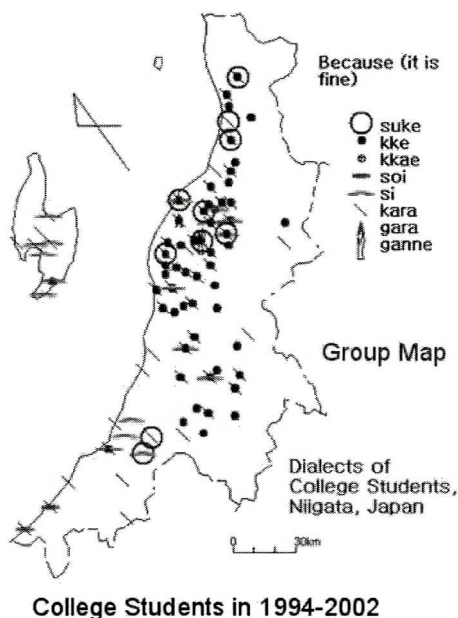 Because (it is
fine)
suke
kke
kkae
soi
si
kara
gara
ganne
Group Map
Dialects of
College Students,
Niigata, Japan
0 30km
College Students in 1994-2002